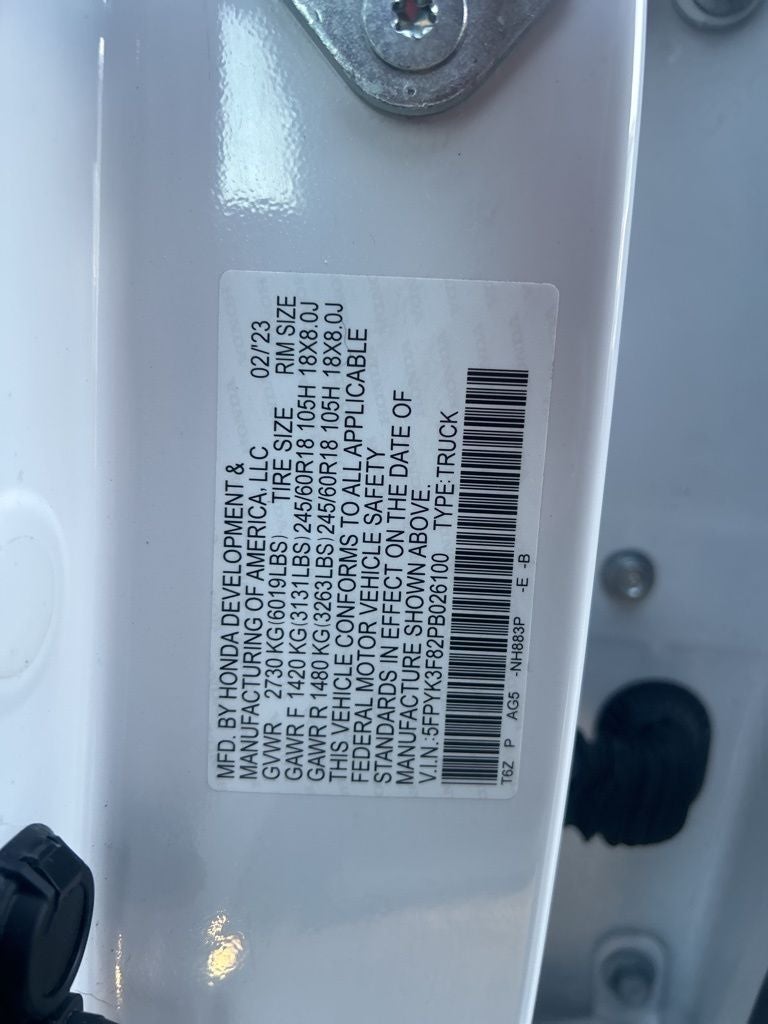 MFD. BY HONDA DEVELOPMENT &
MANUFACTURING OF AMERICA, LLC 02/'23
GVWR 2730 KG(6019LBS) TIRE SIZE RIM SIZE
GAWR F 1420 KG(3131LBS) 245/60R18 105H 18X8.0J
GAWR R 1480 KG(3263LBS) 245/60R18 105H 18X8.0J
THIS VEHICLE CONFORMS TO ALL APPLICABLE
FEDERAL MOTOR VEHICLE SAFETY
STANDARDS IN EFFECT ON THE DATE OF
MANUFACTURE SHOWN ABOVE.
V.I.N.:5FPYK3F82PB026100 TYPE:TRUCK
T6Z P AG5 -NH883P -E -B